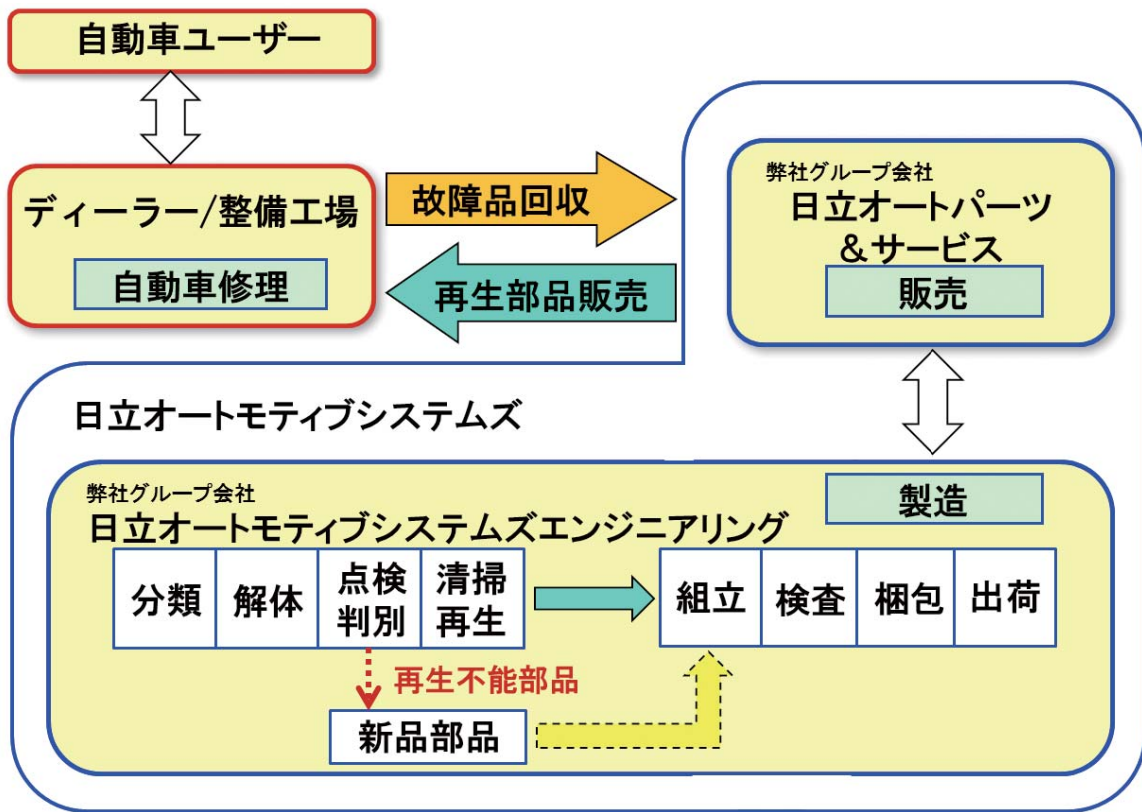 自動車ユーザー
ディーラー/整備工場
自動車修理
故障品回収
再生部品販売
弊社グループ会社
日立オートパーツ
&サービス
販売
日立オートモティブシステムズ
弊社グループ会社
日立オートモティブシステムズエンジニアリング
製造
分類
解体
点検
判別
清掃
再生
組立
検査
梱包
出荷
再生不能部品
新品部品